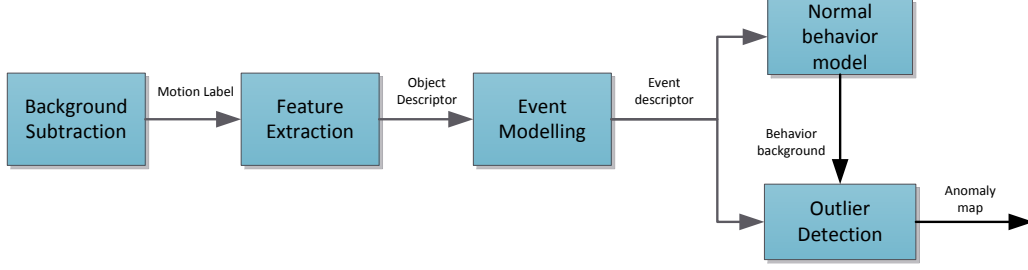 Background
Subtraction
Motion Label
Feature
Extraction
Object
Descriptor
Event
Modelling
Event
descriptor
Normal
behavior
model
Behavior
background
Outlier
Detection
Anomaly
map